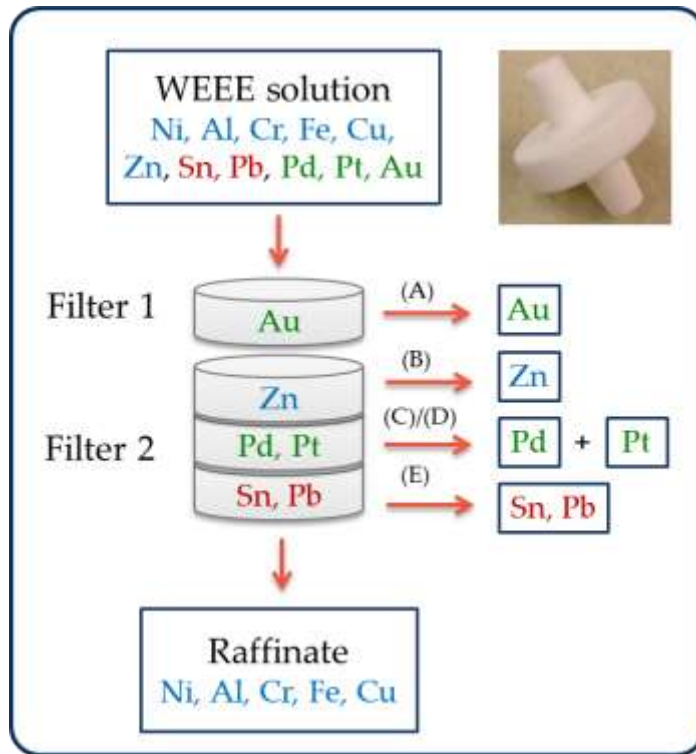 WEEE solution
Ni, Al, Cr, Fe, Cu,
Zn, Sn, Pb, Pd, Pt, Au
Filter 1
Au
(A)
Au
Zn
(B)
Zn
Filter 2
Pd, Pt
(C)/(D)
Pd + Pt
Sn, Pb
(E)
Sn, Pb
Raffinate
Ni, Al, Cr, Fe, Cu